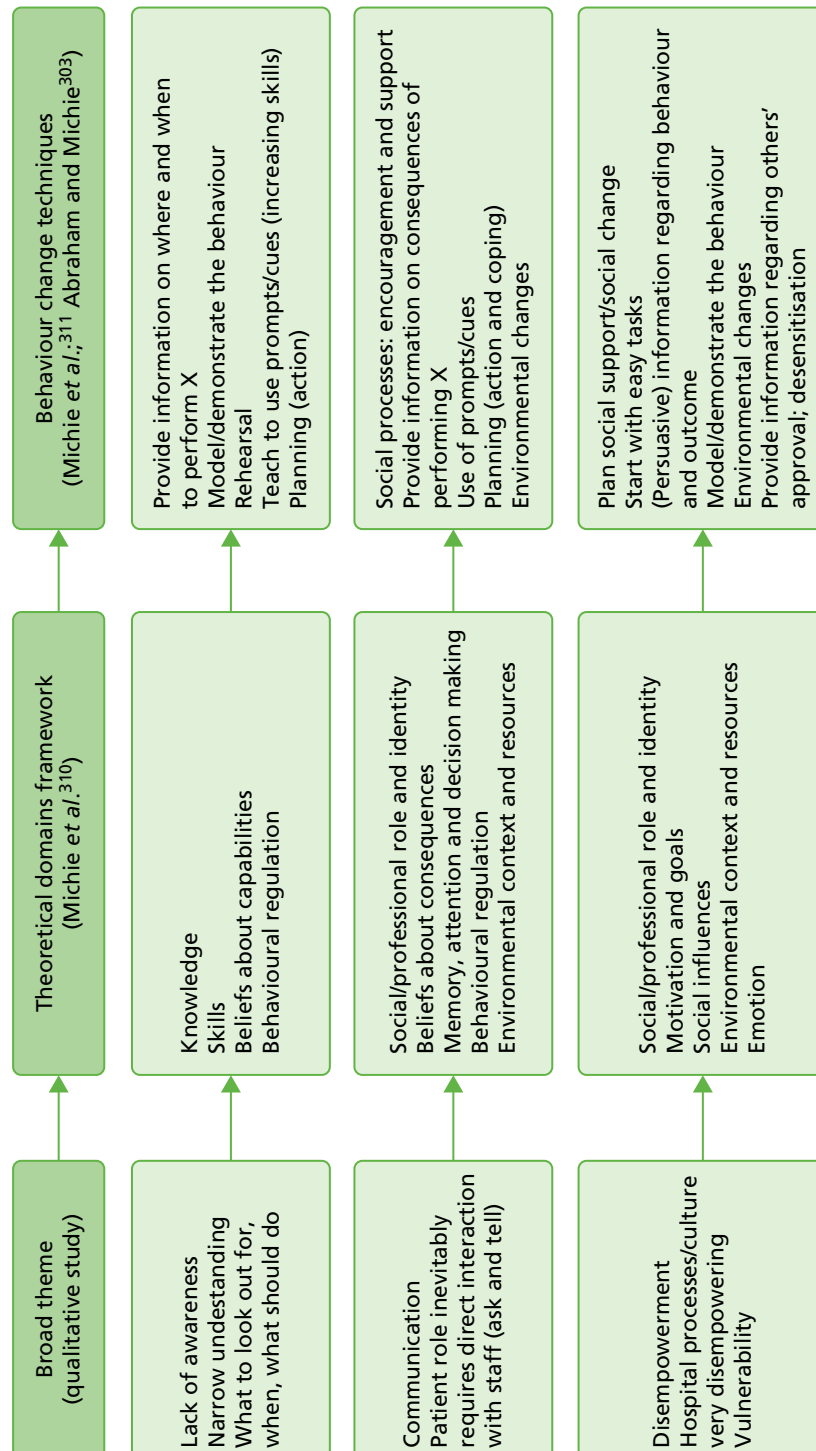 Broad theme
(qualitative study)
Theoretical domains framework
(Michie et al.310)
Behaviour change techniques
(Michie et al.;311 Abraham and Michie303)
Lack of awareness
Narrow undestanding
What to look out for,
when, what should do
Knowledge
Skills
Beliefs about capabilities
Behavioural regulation
Provide information on where and when
to perform X
Model/demonstrate the behaviour
Rehearsal
Teach to use prompts/cues (increasing skills)
Planning (action)
Communication
Patient role inevitably
requires direct interaction
with staff (ask and tell)
Social/professional role and identity
Beliefs about consequences
Memory, attention and decision making
Behavioural regulation
Environmental context and resources
Social processes: encouragement and support
Provide information on consequences of
performing X
Use of prompts/cues
Planning (action and coping)
Environmental changes
Disempowerment
Hospital processes/culture
very disempowering
Vulnerability
Social/professional role and identity
Motivation and goals
Social influences
Environmental context and resources
Emotion
Plan social support/social change
Start with easy tasks
(Persuasive) information regarding behaviour
and outcome
Model/demonstrate the behaviour
Environmental changes
Provide information regarding others’
approval; desensitisation